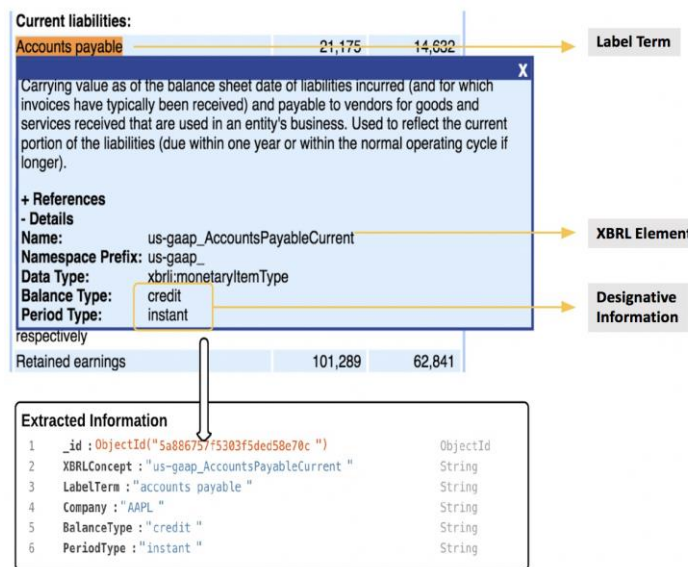 Current liabilities:
Accounts payable 21,175 14,632
Label Term
X
Carrying value as of the balance sheet date of liabilities incurred (and for which
invoices have typically been received) and payable to vendors for goods and
services received that are used in an entity's business. Used to reflect the current
portion of the liabilities (due within one year or within the normal operating cycle if
longer).
+ References
- Details
Name: us-gaap_AccountsPayableCurrent
XBRL Element
Namespace Prefix: us-gaap_
Data Type: xbrli:monetaryItemType
Balance Type: credit
Period Type: instant
Designative
Information
respectively
Retained earnings 101,289 62,841
Extracted Information
1 _id : ObjectId("5a886757f5303f5ded58e70c ") ObjectId
2 XBRLConcept : "us-gaap_AccountsPayableCurrent " String
3 LabelTerm : "accounts payable " String
4 Company : "AAPL " String
5 BalanceType : "credit " String
6 PeriodType : "instant " String